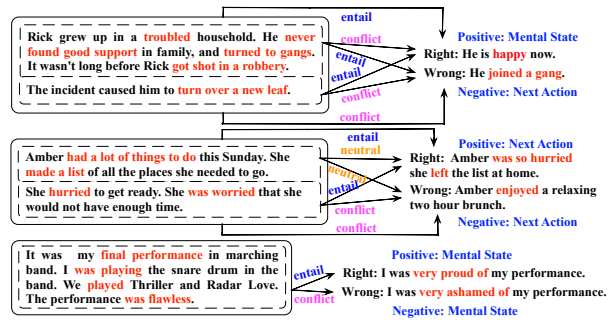 entail
Rick grew up in a troubled household. He never
found good support in family, and turned to gangs.
It wasn't long before Rick got shot in a robbery.
The incident caused him to turn over a new leaf.
conflict
entail
entail
conflict
conflict
Positive: Mental State
Right: He is happy now.
Wrong: He joined a gang.
Negative: Next Action
entail
Amber had a lot of things to do this Sunday. She
made a list of all the places she needed to go.
She hurried to get ready. She was worried that she
would not have enough time.
neutral
neutral
entail
conflict
conflict
Positive: Next Action
Right: Amber was so hurried
she left the list at home.
Wrong: Amber enjoyed a relaxing
two hour brunch.
Negative: Next Action
It was my final performance in marching
band. I was playing the snare drum in the
band. We played Thriller and Radar Love.
The performance was flawless.
entail
conflict
Positive: Mental State
Right: I was very proud of my performance.
Wrong: I was very ashamed of my performance.
Negative: Mental State